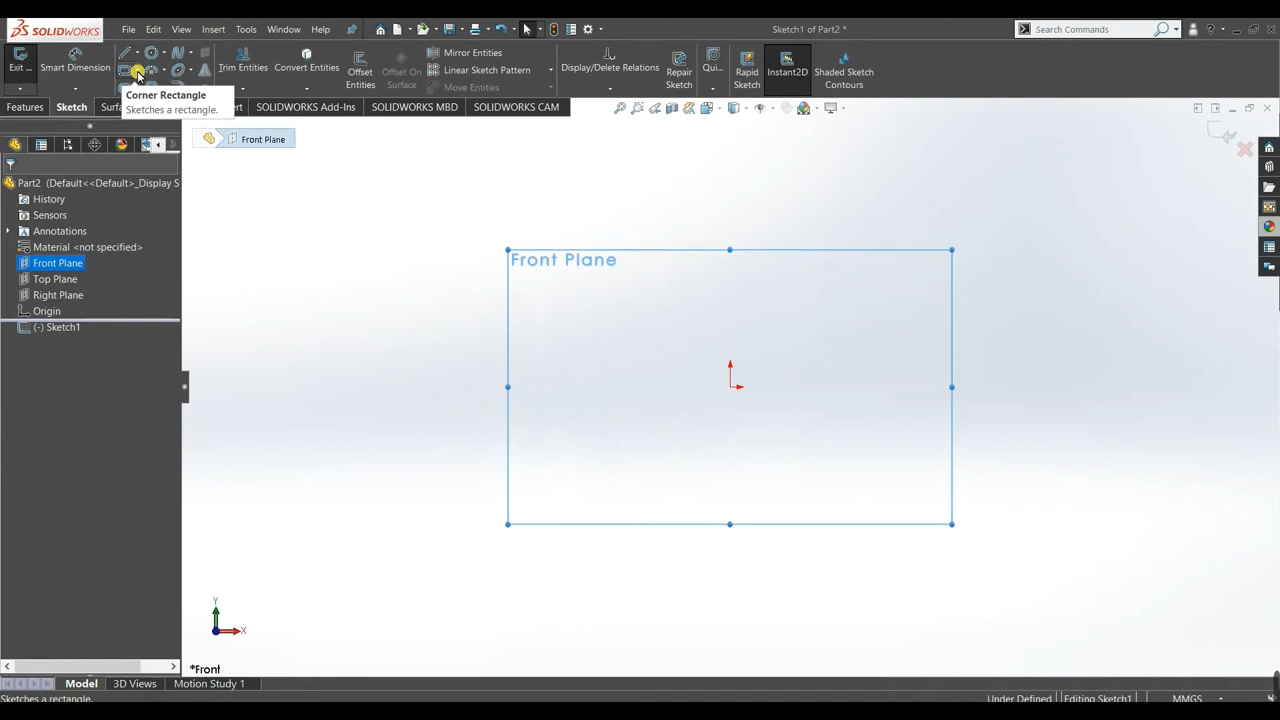 SOLIDWORKS
File Edit View Insert Tools Window Help
Sketch1 of Part2 *
Search Commands
Exit ...
Smart Dimension
Trim Entities
Convert Entities
Offset Entities
Offset On Surface
Mirror Entities
Linear Sketch Pattern
Move Entities
Display/Delete Relations
Repair Sketch
Qui...
Rapid Sketch
Instant2D
Shaded Sketch Contours
Corner Rectangle
Sketches a rectangle.
Features Sketch Surf ert SOLIDWORKS Add-Ins SOLIDWORKS MBD SOLIDWORKS CAM
Front Plane
Part2 (Default<<Default>_Display S
History
Sensors
Annotations
Material <not specified>
Front Plane
Top Plane
Right Plane
Origin
(-) Sketch1
Front Plane
Y
X
*Front
Model 3D Views Motion Study 1
Sketches a rectangle.
Under Defined Editing Sketch1 MMGS